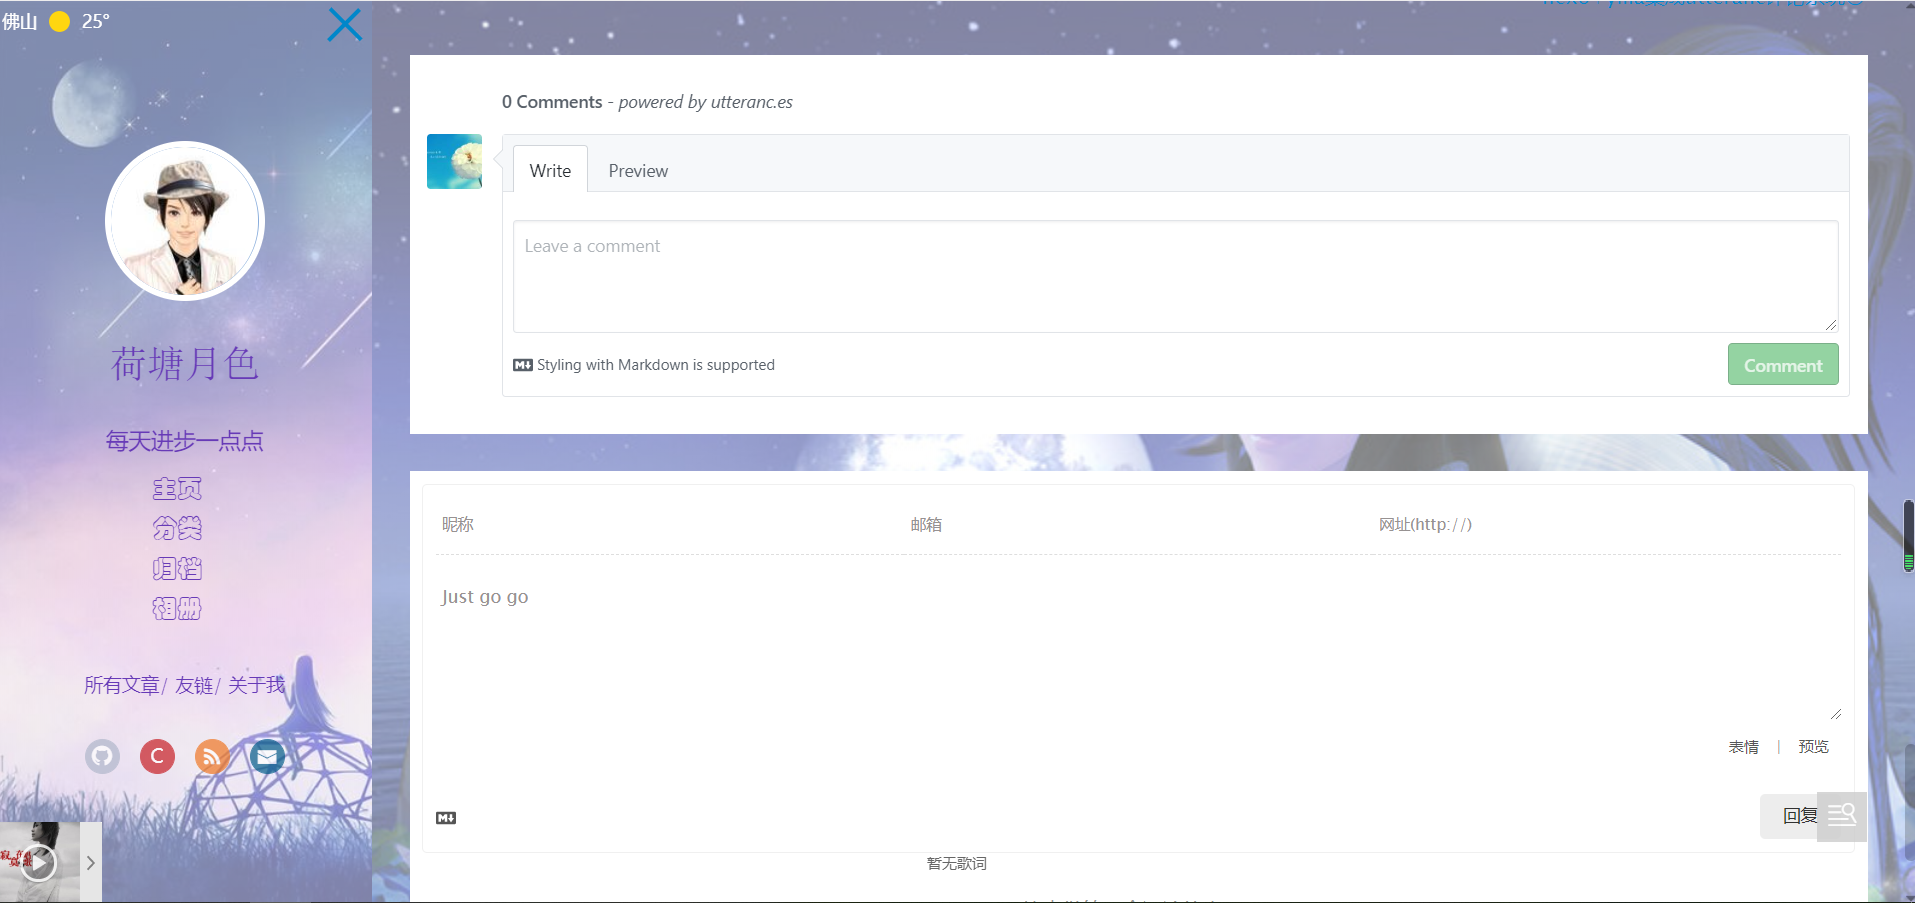 佛山 25°
荷塘月色
每天进步一点点
主页
分类
归档
相册
所有文章/ 友链/ 关于我
C
0 Comments - powered by utteranc.es
Write Preview
Leave a comment
Styling with Markdown is supported
Comment
昵称 邮箱 网址(http://)
Just go go
表情 | 预览
回复
暂无歌词